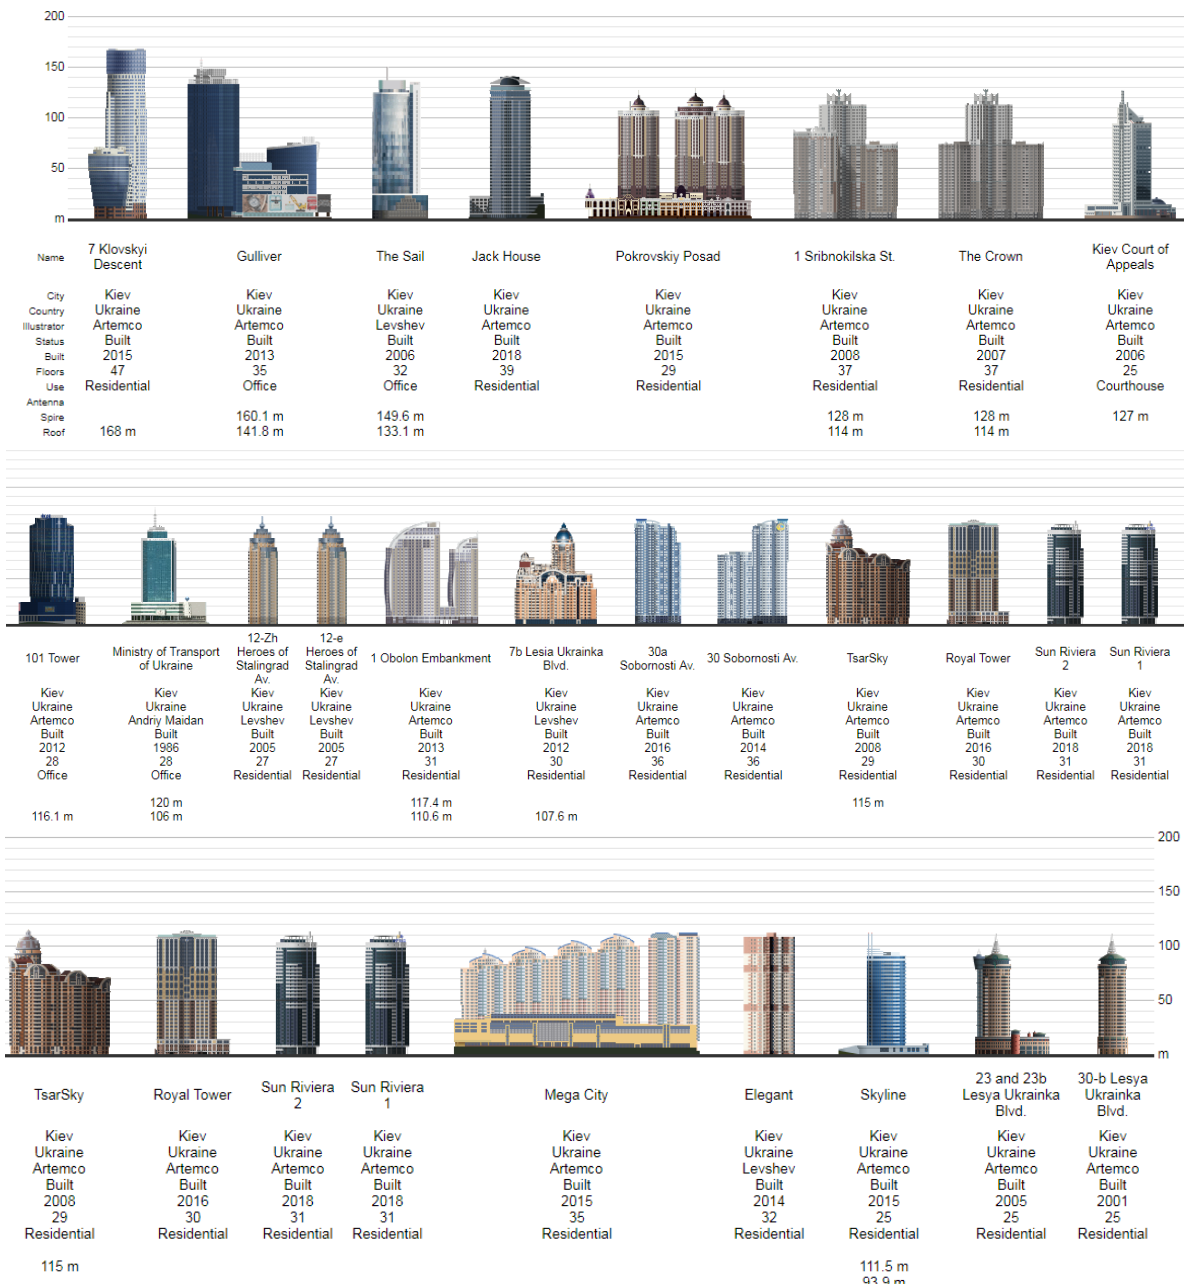 200
150
100
50
m
Name 7 Klovskyi Descent Gulliver The Sail Jack House Pokrovskiy Posad 1 Sribnokilska St. The Crown Kiev Court of Appeals
City Kiev Kiev Kiev Kiev Kiev Kiev Kiev Kiev
Country Ukraine Ukraine Ukraine Ukraine Ukraine Ukraine Ukraine Ukraine
Illustrator Artemco Artemco Levshev Artemco Artemco Artemco Artemco Artemco
Status Built Built Built Built Built Built Built Built
Built 2015 2013 2006 2018 2015 2008 2007 2006
Floors 47 35 32 39 29 37 37 25
Use Residential Office Office Residential Residential Residential Residential Courthouse
Antenna
Spire 160.1 m 149.6 m 128 m 128 m 127 m
Roof 168 m 141.8 m 133.1 m 114 m 114 m
101 Tower Ministry of Transport of Ukraine 12-Zh Heroes of Stalingrad Av. 12-e Heroes of Stalingrad Av. 1 Obolon Embankment 7b Lesia Ukrainka Blvd. 30a Sobornosti Av. 30 Sobornosti Av. TsarSky Royal Tower Sun Riviera 2 Sun Riviera 1
Kiev Kiev Kiev Kiev Kiev Kiev Kiev Kiev Kiev Kiev Kiev Kiev
Ukraine Ukraine Ukraine Ukraine Ukraine Ukraine Ukraine Ukraine Ukraine Ukraine Ukraine Ukraine
Artemco Andriy Maidan Levshev Levshev Artemco Levshev Artemco Artemco Artemco Artemco Artemco Artemco
Built Built Built Built Built Built Built Built Built Built Built Built
2012 1986 2005 2005 2013 2012 2016 2014 2008 2016 2018 2018
28 28 27 27 31 30 36 36 29 30 31 31
Office Office Residential Residential Residential Residential Residential Residential Residential Residential Residential Residential
120 m 117.4 m 115 m
116.1 m 106 m 110.6 m 107.6 m
200
150
100
50
m
TsarSky Royal Tower Sun Riviera 2 Sun Riviera 1 Mega City Elegant Skyline 23 and 23b Lesya Ukrainka Blvd. 30-b Lesya Ukrainka Blvd.
Kiev Kiev Kiev Kiev Kiev Kiev Kiev Kiev Kiev
Ukraine Ukraine Ukraine Ukraine Ukraine Ukraine Ukraine Ukraine Ukraine
Artemco Artemco Artemco Artemco Artemco Levshev Artemco Artemco Artemco
Built Built Built Built Built Built Built Built Built
2008 2016 2018 2018 2015 2014 2015 2005 2001
29 30 31 31 35 32 25 25 25
Residential Residential Residential Residential Residential Residential Residential Residential Residential
115 m 111.5 m
93.9 m